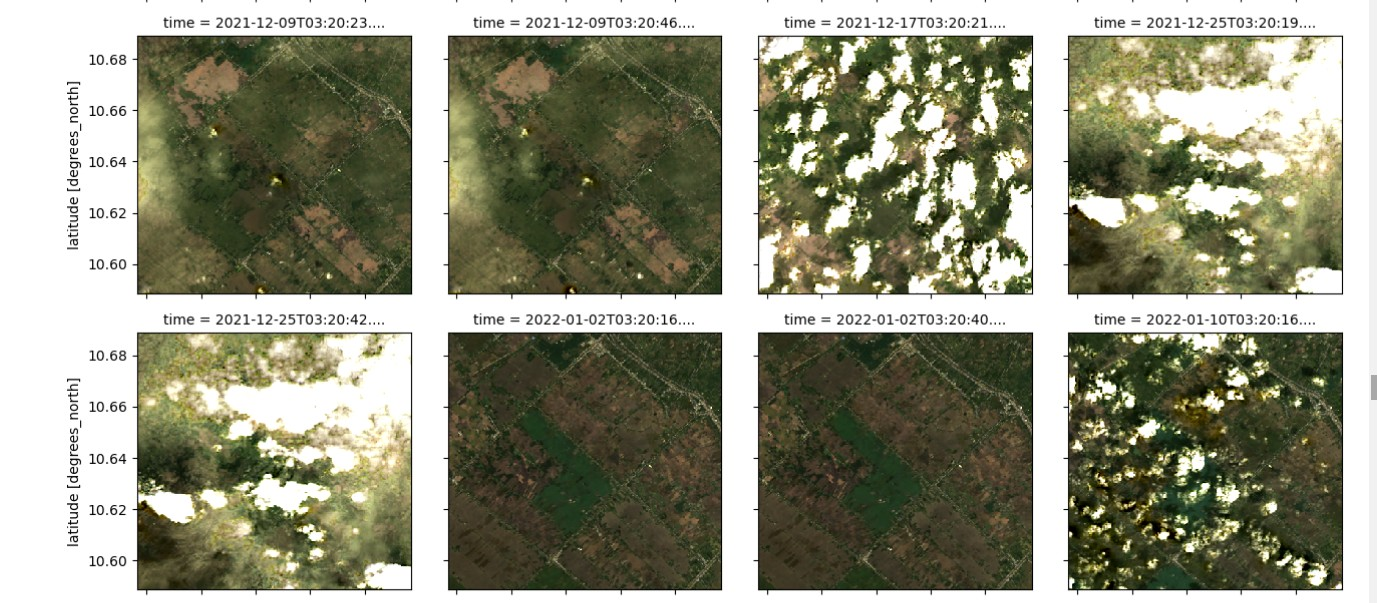 time = 2021-12-09T03:20:23....
time = 2021-12-09T03:20:46....
time = 2021-12-17T03:20:21....
time = 2021-12-25T03:20:19....
latitude [degrees_north]
10.68
10.66
10.64
10.62
10.60
time = 2021-12-25T03:20:42....
time = 2022-01-02T03:20:16....
time = 2022-01-02T03:20:40....
time = 2022-01-10T03:20:16....
latitude [degrees_north]
10.68
10.66
10.64
10.62
10.60